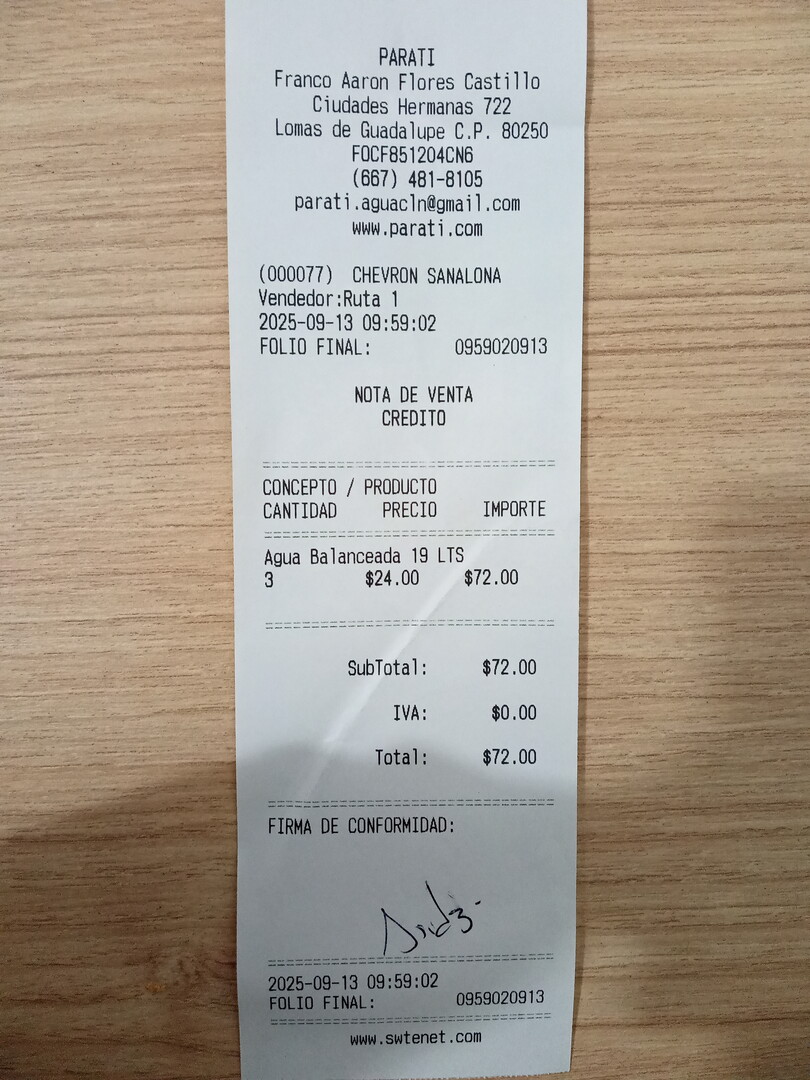 PARATI
Franco Aaron Flores Castillo
Ciudades Hermanas 722
Lomas de Guadalupe C.P. 80250
FOCF851204CN6
(667) 481-8105
parati.aguacln@gmail.com
www.parati.com
(000077) CHEVRON SANALONA
Vendedor:Ruta 1
2025-09-13 09:59:02
FOLIO FINAL: 0959020913
NOTA DE VENTA
CREDITO
CONCEPTO / PRODUCTO
CANTIDAD PRECIO IMPORTE
Agua Balanceada 19 LTS
3 $24.00 $72.00
SubTotal: $72.00
IVA: $0.00
Total: $72.00
FIRMA DE CONFORMIDAD:
2025-09-13 09:59:02
FOLIO FINAL: 0959020913
www.swtenet.com